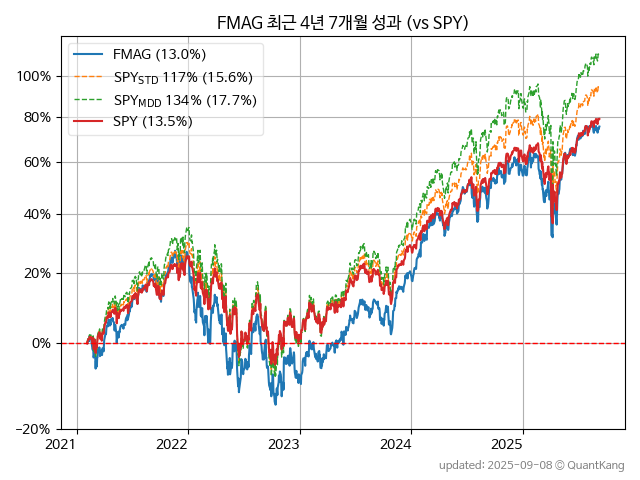 FMAG 최근 4년 7개월 성과 (vs SPY)
FMAG (13.0%)
SPY_STD 117% (15.6%)
SPY_MDD 134% (17.7%)
SPY (13.5%)
100%
80%
60%
40%
20%
0%
−20%
2021
2022
2023
2024
2025
updated: 2025-09-08 © QuantKang